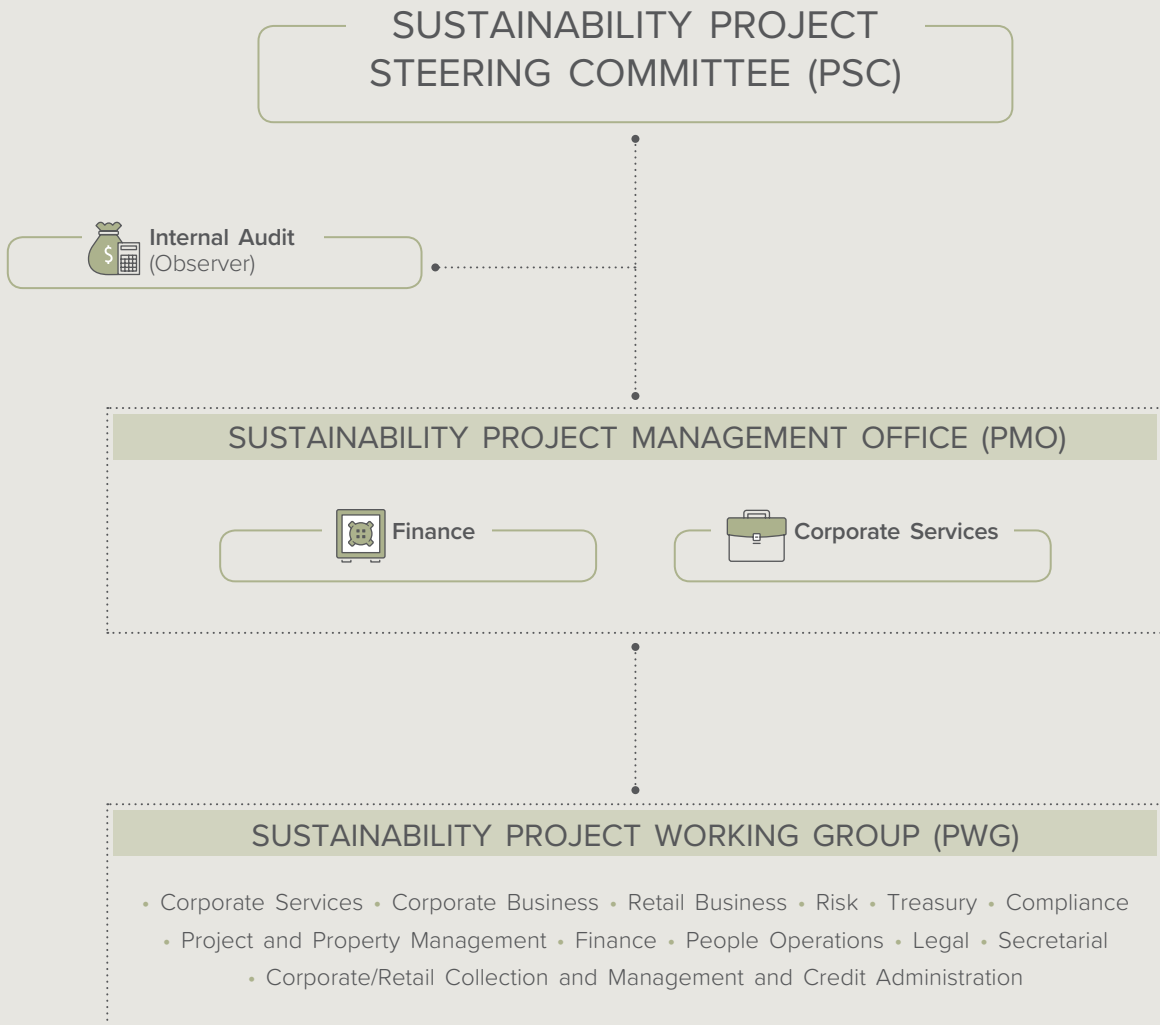 SUSTAINABILITY PROJECT
STEERING COMMITTEE (PSC)
Internal Audit
(Observer)
SUSTAINABILITY PROJECT MANAGEMENT OFFICE (PMO)
Finance
Corporate Services
SUSTAINABILITY PROJECT WORKING GROUP (PWG)
• Corporate Services • Corporate Business • Retail Business • Risk • Treasury • Compliance
• Project and Property Management • Finance • People Operations • Legal • Secretarial
• Corporate/Retail Collection and Management and Credit Administration